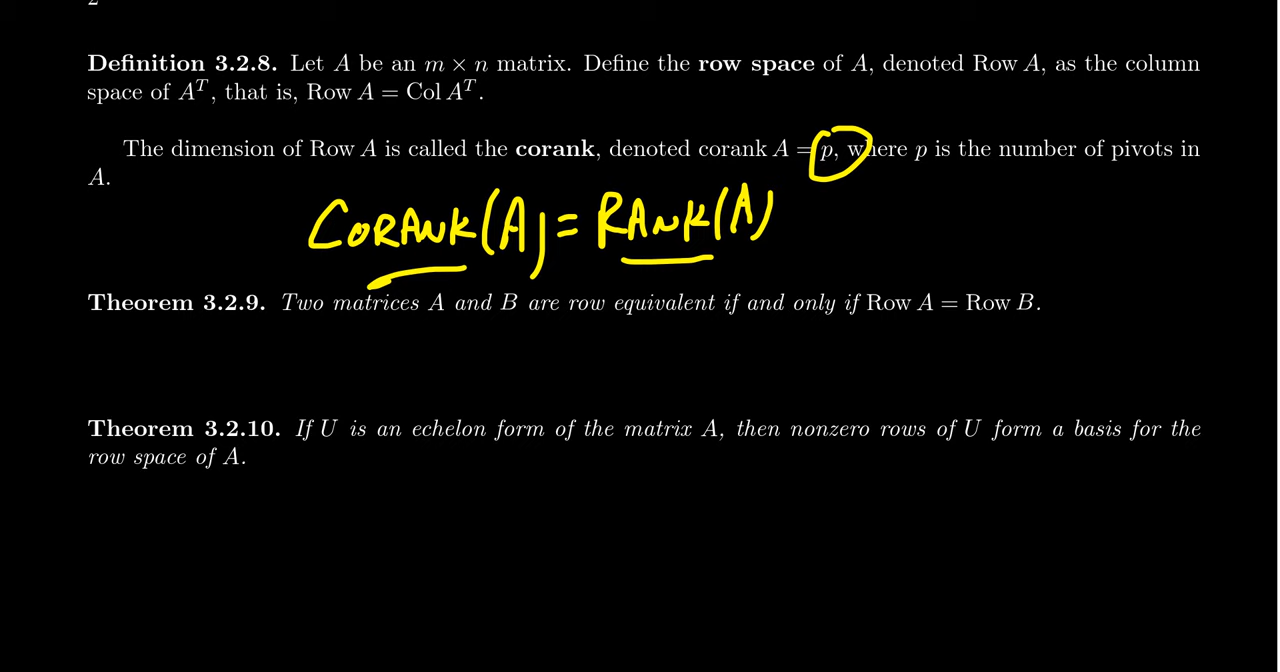 2
Definition 3.2.8. Let A be an m × n matrix. Define the row space of A, denoted Row A, as the column
space of Aᵀ, that is, Row A = Col Aᵀ.
The dimension of Row A is called the corank, denoted corank A = p, where p is the number of pivots in
A.
CORANK(A) = RANK(A)
Theorem 3.2.9. Two matrices A and B are row equivalent if and only if Row A = Row B.
Theorem 3.2.10. If U is an echelon form of the matrix A, then nonzero rows of U form a basis for the
row space of A.